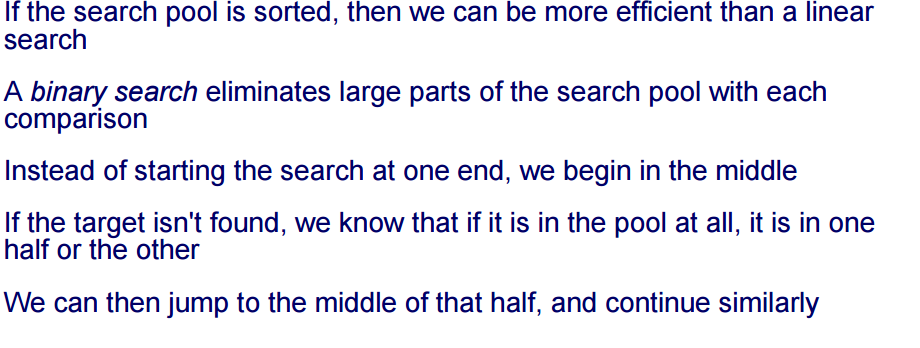 If the search pool is sorted, then we can be more efficient than a linear
search
A binary search eliminates large parts of the search pool with each
comparison
Instead of starting the search at one end, we begin in the middle
If the target isn't found, we know that if it is in the pool at all, it is in one
half or the other
We can then jump to the middle of that half, and continue similarly